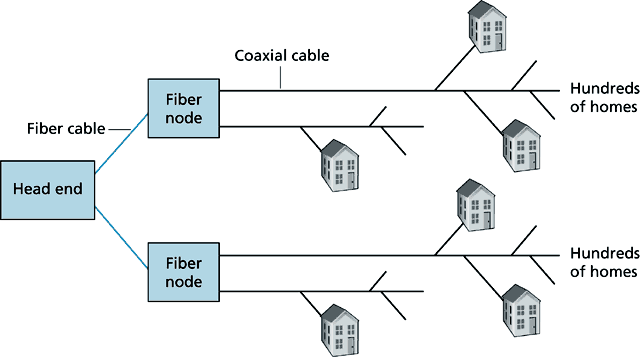 Coaxial cable
Hundreds
of homes
Fiber
node
Fiber cable
Head end
Fiber
node
Hundreds
of homes